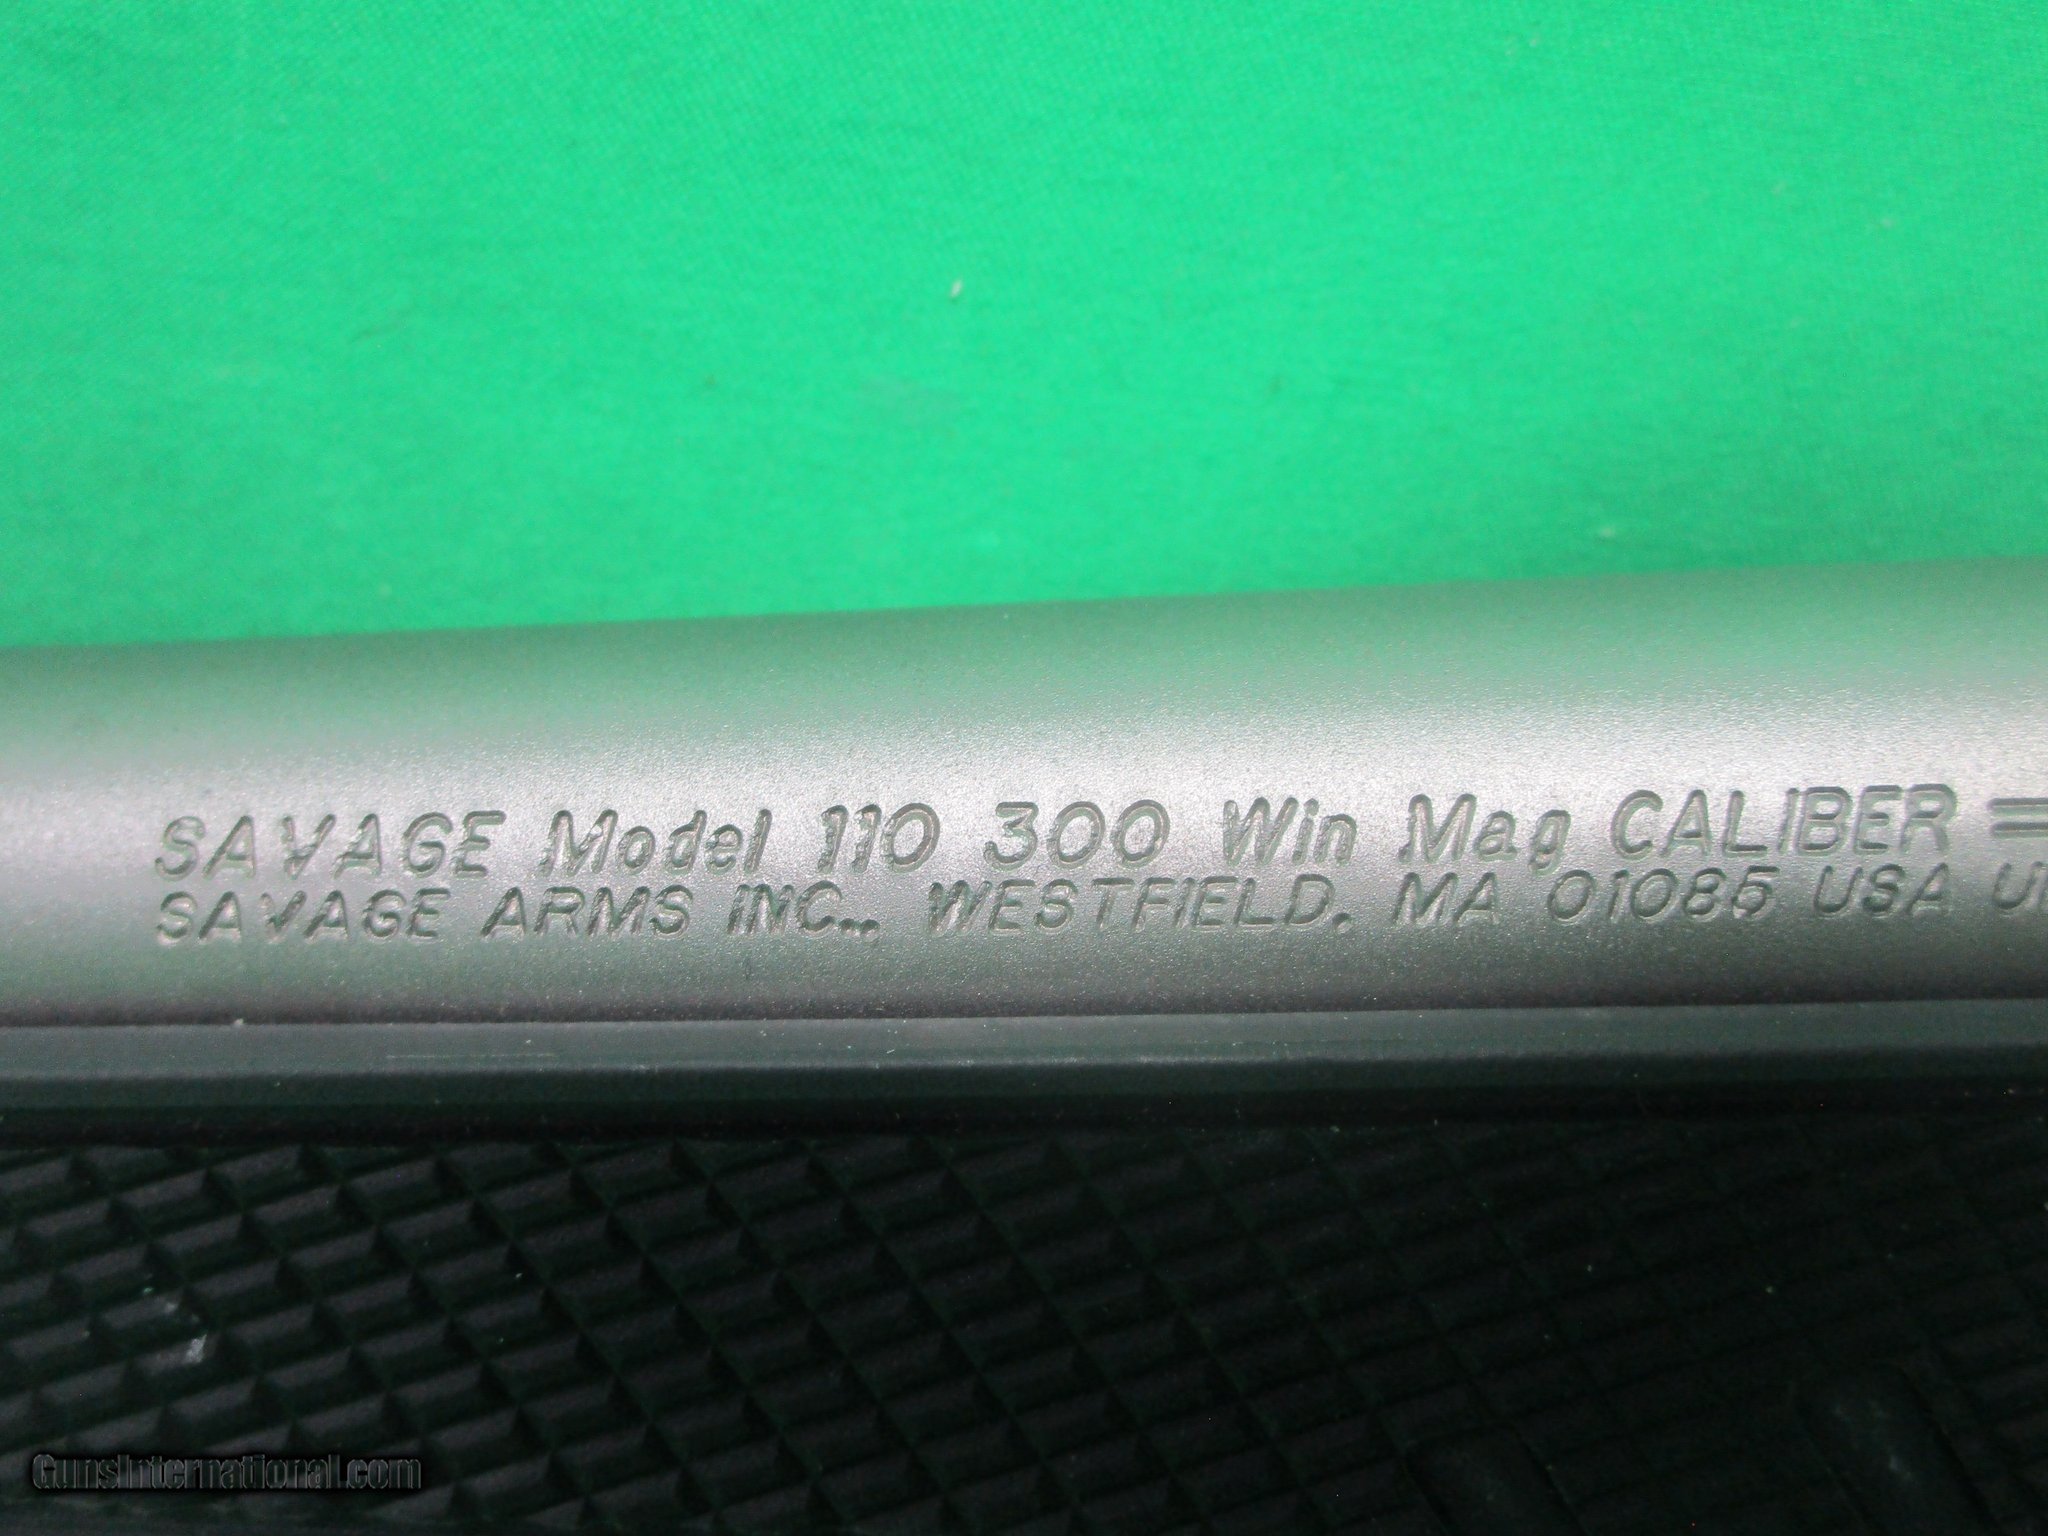 SAVAGE Model 110 300 Win Mag CALIBER =
SAVAGE ARMS INC., WESTFIELD, MA 01085 USA
GunsInternational.com